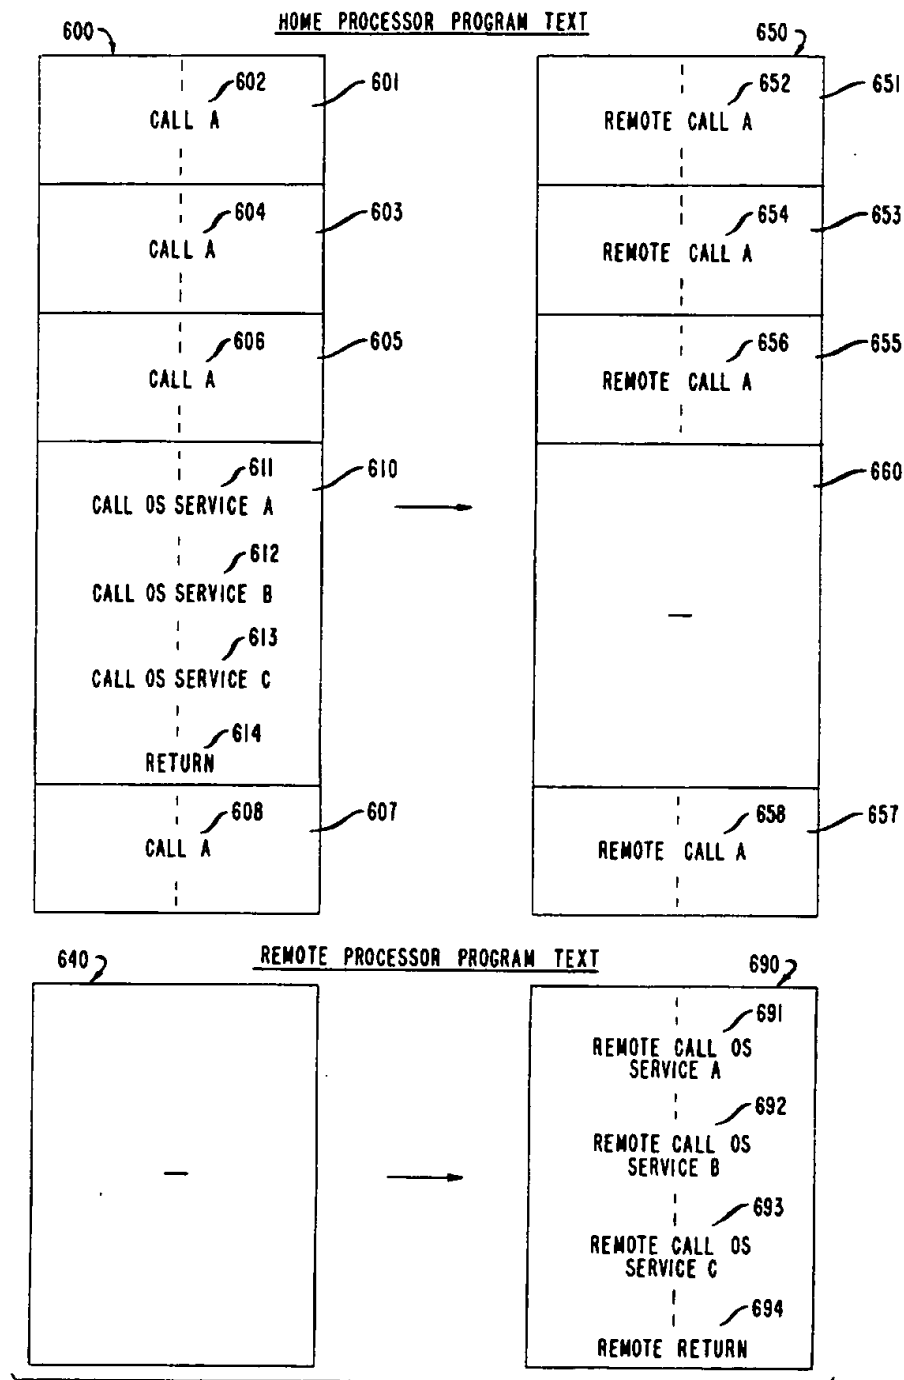 HOME PROCESSOR PROGRAM TEXT
600
650
602
601
CALL A
652
651
REMOTE CALL A
604
603
CALL A
654
653
REMOTE CALL A
606
605
CALL A
656
655
REMOTE CALL A
611
610
CALL OS SERVICE A
612
CALL OS SERVICE B
613
CALL OS SERVICE C
614
RETURN
660
608
607
CALL A
658
657
REMOTE CALL A
REMOTE PROCESSOR PROGRAM TEXT
640
690
691
REMOTE CALL OS
SERVICE A
692
REMOTE CALL OS
SERVICE B
693
REMOTE CALL OS
SERVICE C
694
REMOTE RETURN